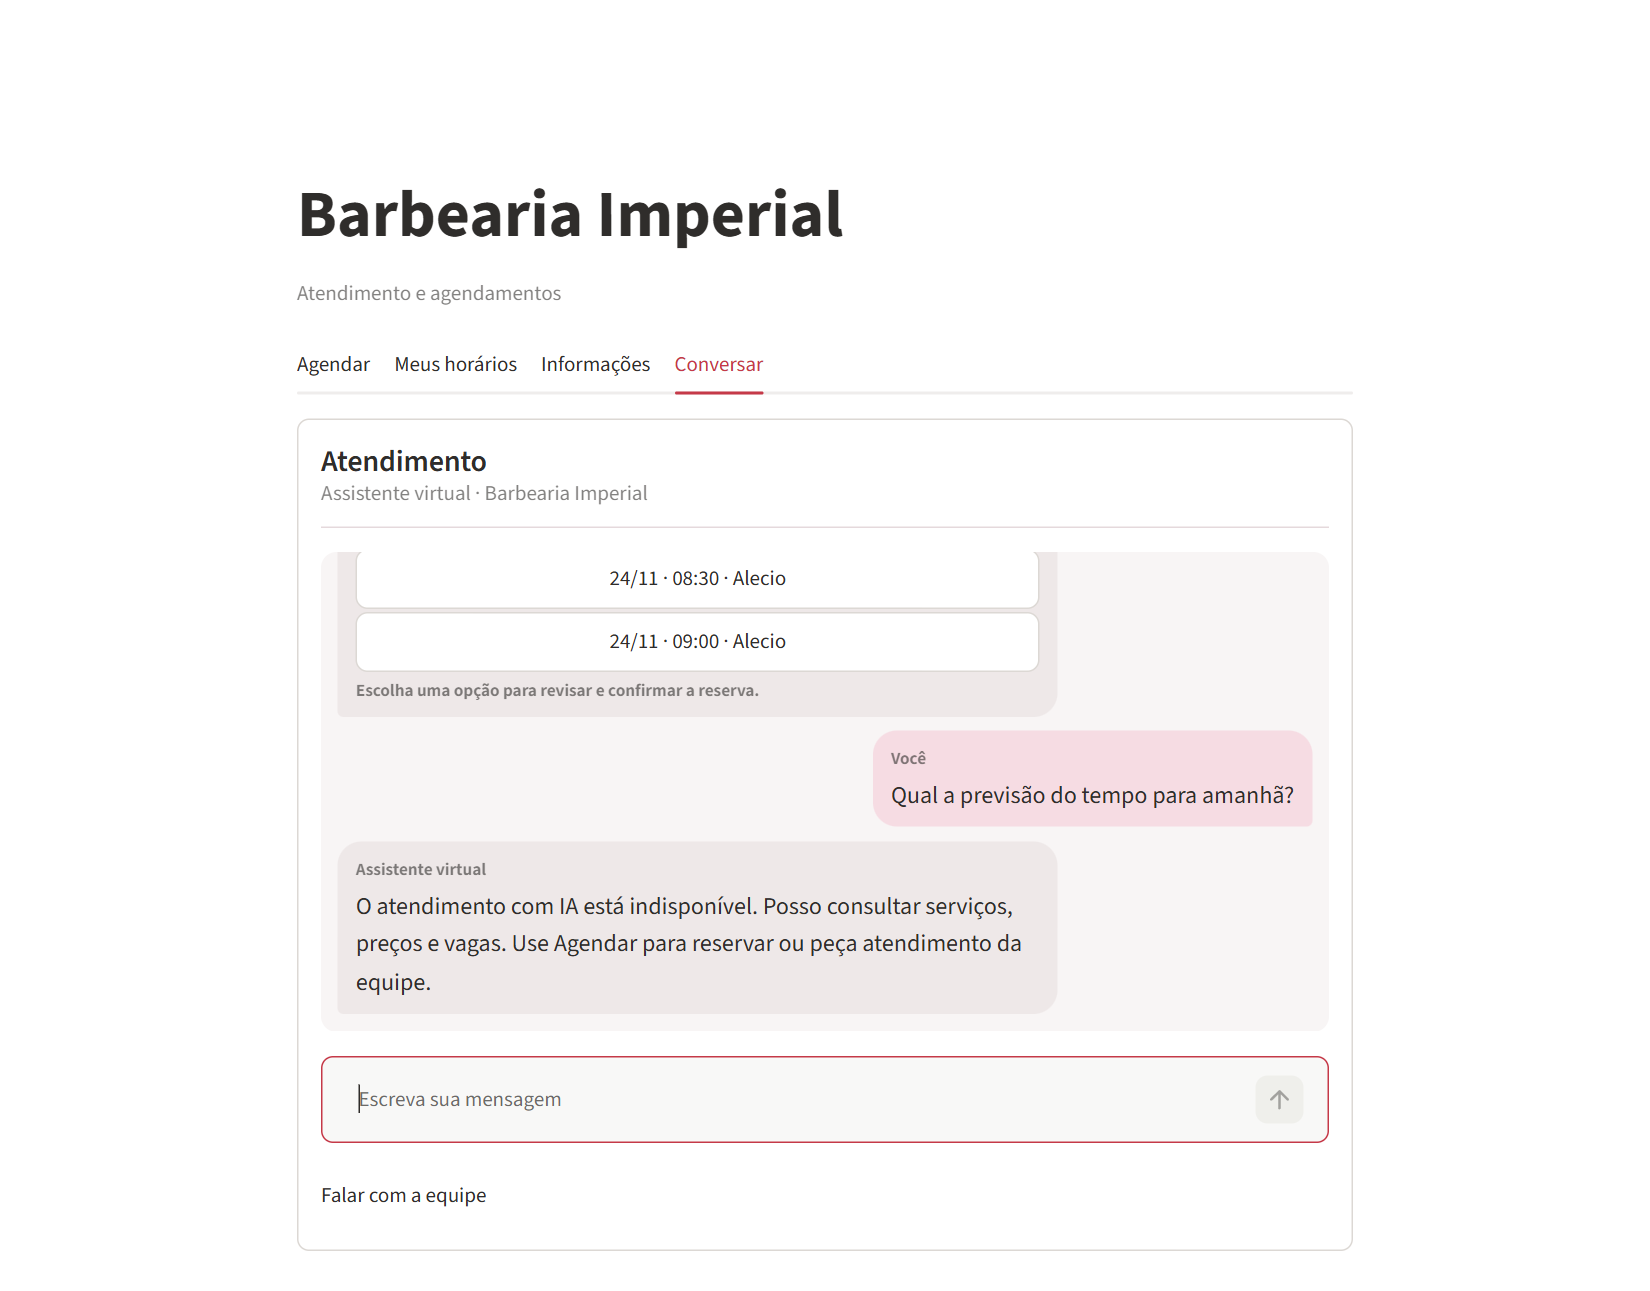 Barbearia Imperial
Atendimento e agendamentos
Agendar Meus horários Informações Conversar
Atendimento
Assistente virtual · Barbearia Imperial
24/11 · 08:30 · Alecio
24/11 · 09:00 · Alecio
Escolha uma opção para revisar e confirmar a reserva.
Você
Qual a previsão do tempo para amanhã?
Assistente virtual
O atendimento com IA está indisponível. Posso consultar serviços,
preços e vagas. Use Agendar para reservar ou peça atendimento da
equipe.
Escreva sua mensagem
Falar com a equipe